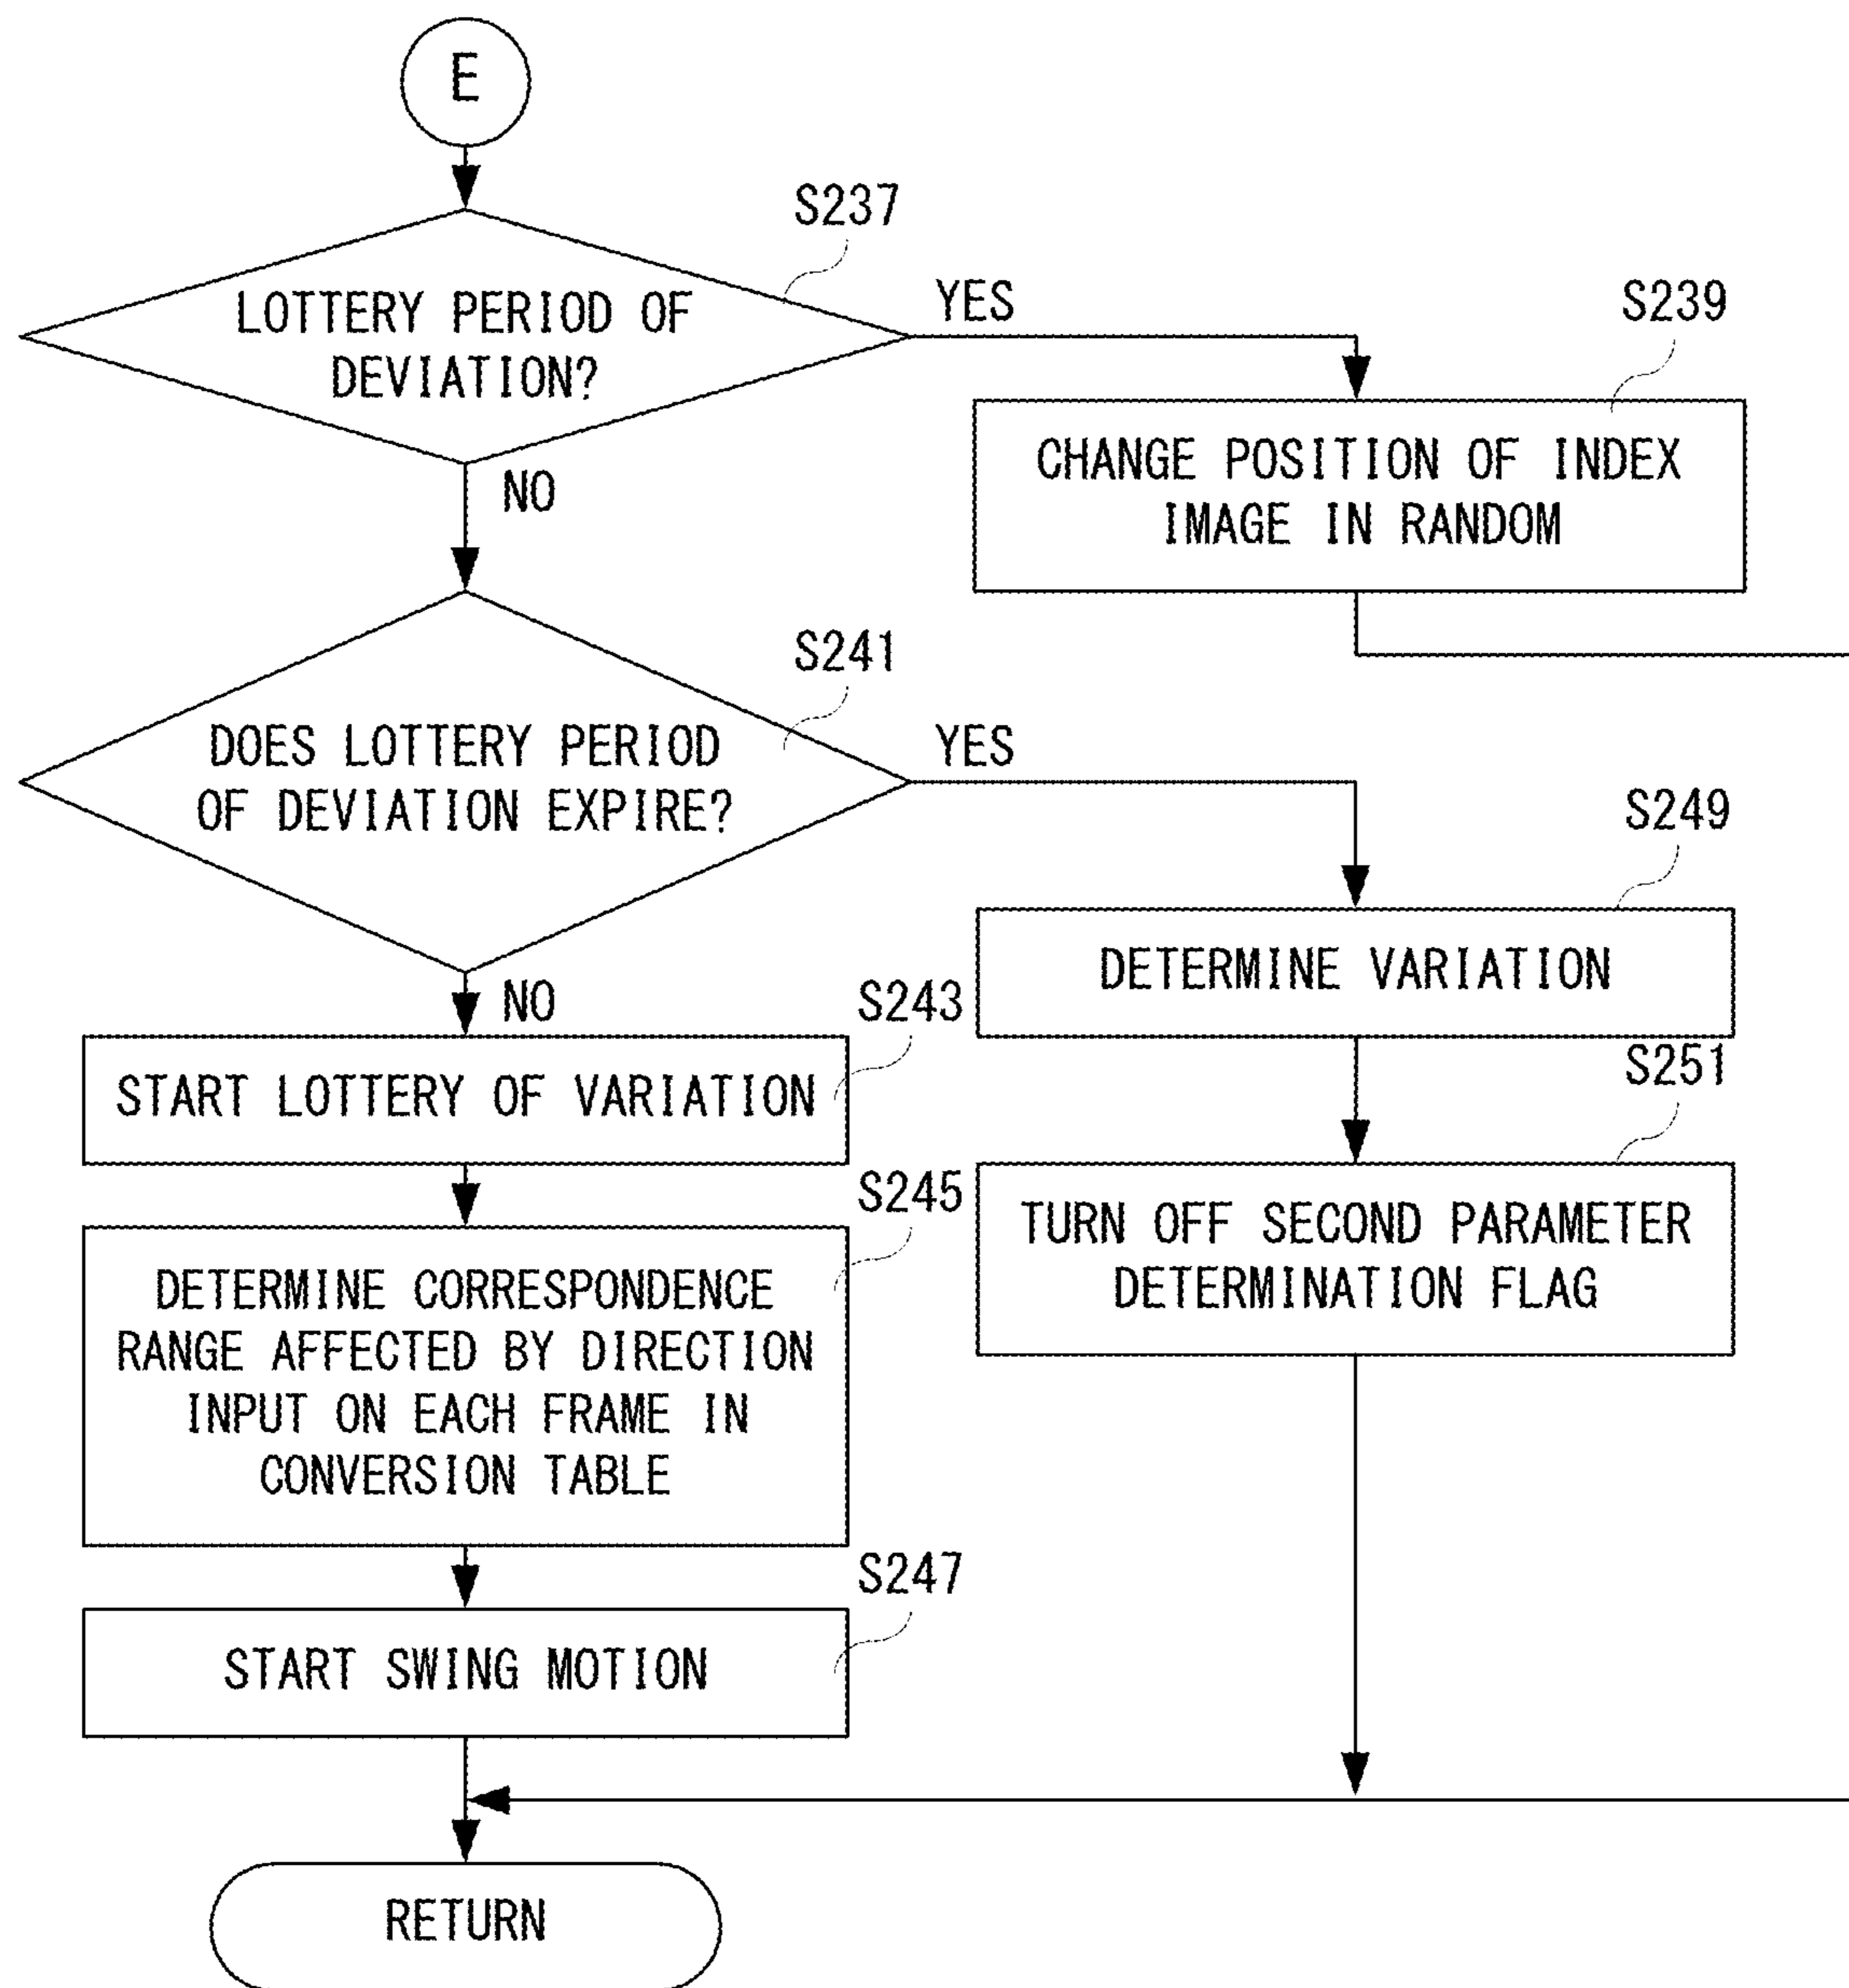 E
S237
LOTTERY PERIOD OF
DEVIATION?
YES
NO
S239
CHANGE POSITION OF INDEX
IMAGE IN RANDOM
S241
DOES LOTTERY PERIOD
OF DEVIATION EXPIRE?
YES
NO
S249
DETERMINE VARIATION
S243
START LOTTERY OF VARIATION
S251
TURN OFF SECOND PARAMETER
DETERMINATION FLAG
S245
DETERMINE CORRESPONDENCE
RANGE AFFECTED BY DIRECTION
INPUT ON EACH FRAME IN
CONVERSION TABLE
S247
START SWING MOTION
RETURN